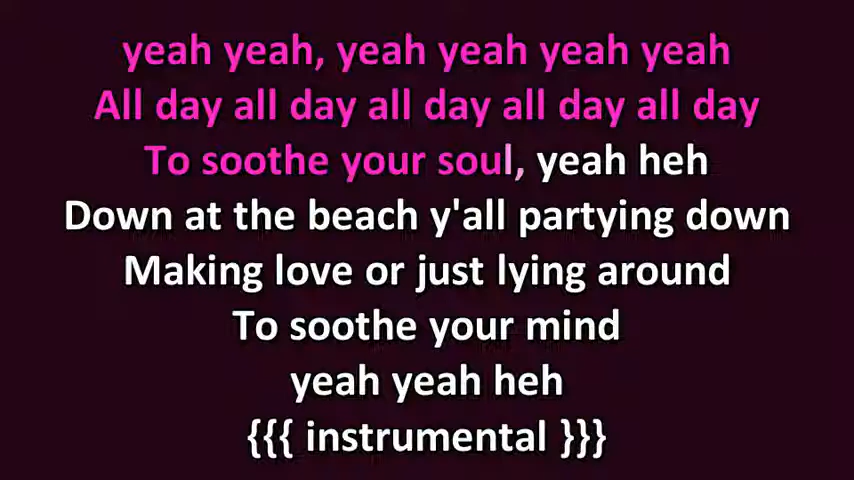 yeah yeah, yeah yeah yeah yeah
All day all day all day all day all day
To soothe your soul, yeah heh
Down at the beach y'all partying down
Making love or just lying around
To soothe your mind
yeah yeah heh
{{{ instrumental }}}